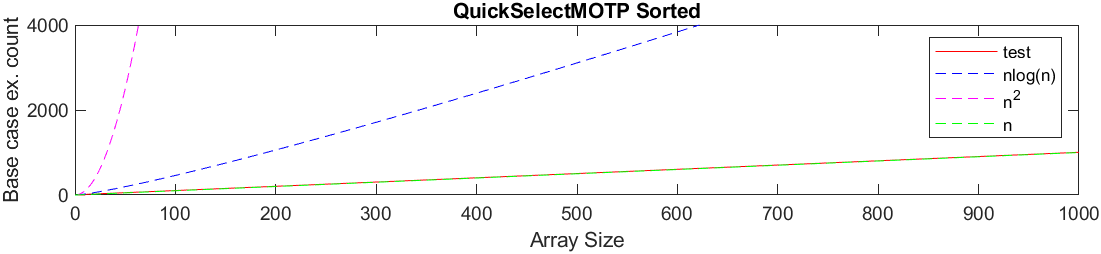 QuickSelectMOTP Sorted
Base case ex. count
4000
2000
0
0 100 200 300 400 500 600 700 800 900 1000
Array Size
test
nlog(n)
n²
n